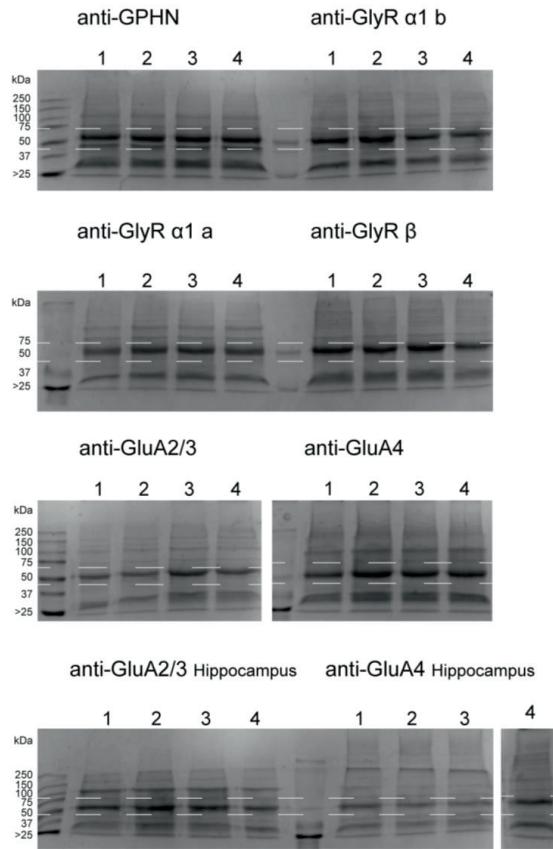 anti-GPHN anti-GlyR α1 b
1 2 3 4 1 2 3 4
kDa
250
150
100
75
50
37
>25
anti-GlyR α1 a anti-GlyR β
1 2 3 4 1 2 3 4
kDa
75
50
37
>25
anti-GluA2/3 anti-GluA4
1 2 3 4 1 2 3 4
kDa
250
150
100
75
50
37
>25
anti-GluA2/3 Hippocampus anti-GluA4 Hippocampus
1 2 3 4 1 2 3 4
kDa
250
150
100
75
50
>25